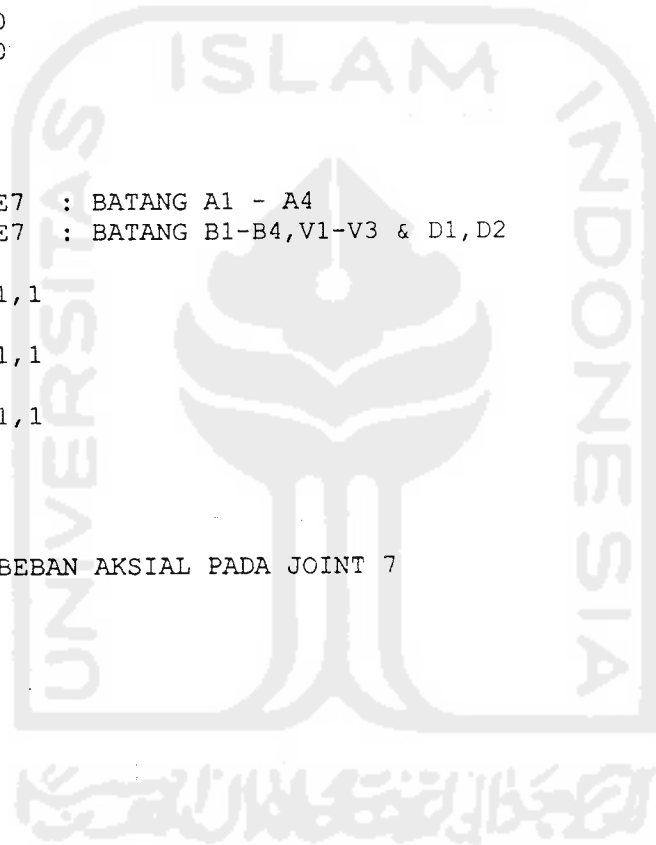 ISLAM
UNIVERSITAS
INDONESIA
E7 : BATANG A1 - A4
E7 : BATANG B1-B4,V1-V3 & D1,D2
1,1
1,1
1,1
BEBAN AKSIAL PADA JOINT 7